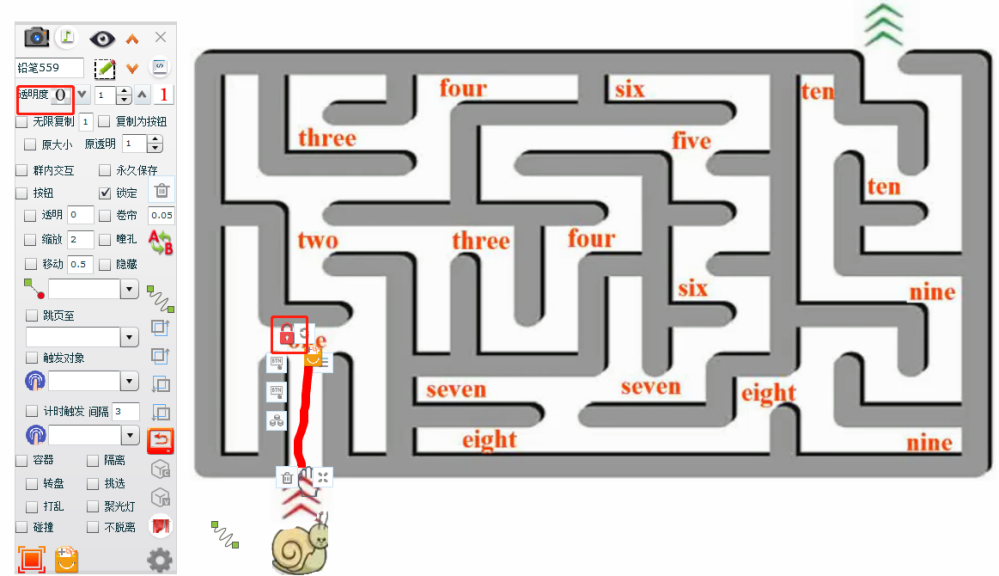 铅笔559
透明度 0 1 1
无限复制 1 复制为按钮
原大小 原透明 1
群内交互 永久保存
按钮 锁定
透明 0 卷帘 0.05
缩放 2 瞳孔 A B
移动 0.5 隐藏
跳页至
触发对象
计时触发 间隔 3
容器 隔离
转盘 挑选
打乱 聚光灯
碰撞 不脱离
four six ten
three five
ten
two three four
six nine
one
seven seven eight
eight nine